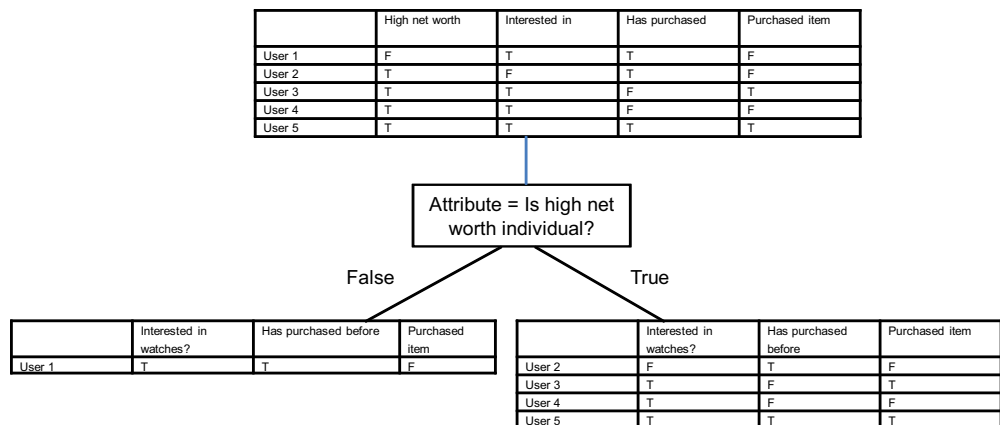 High net worth Interested in Has purchased Purchased item
User 1 F T T F
User 2 T F T F
User 3 T T F T
User 4 T T F F
User 5 T T T T
Attribute = Is high net
worth individual?
False True
Interested in Has purchased before Purchased
watches? item
User 1 T T F
Interested in Has purchased Purchased item
watches? before
User 2 F T F
User 3 T F T
User 4 T F F
User 5 T T T